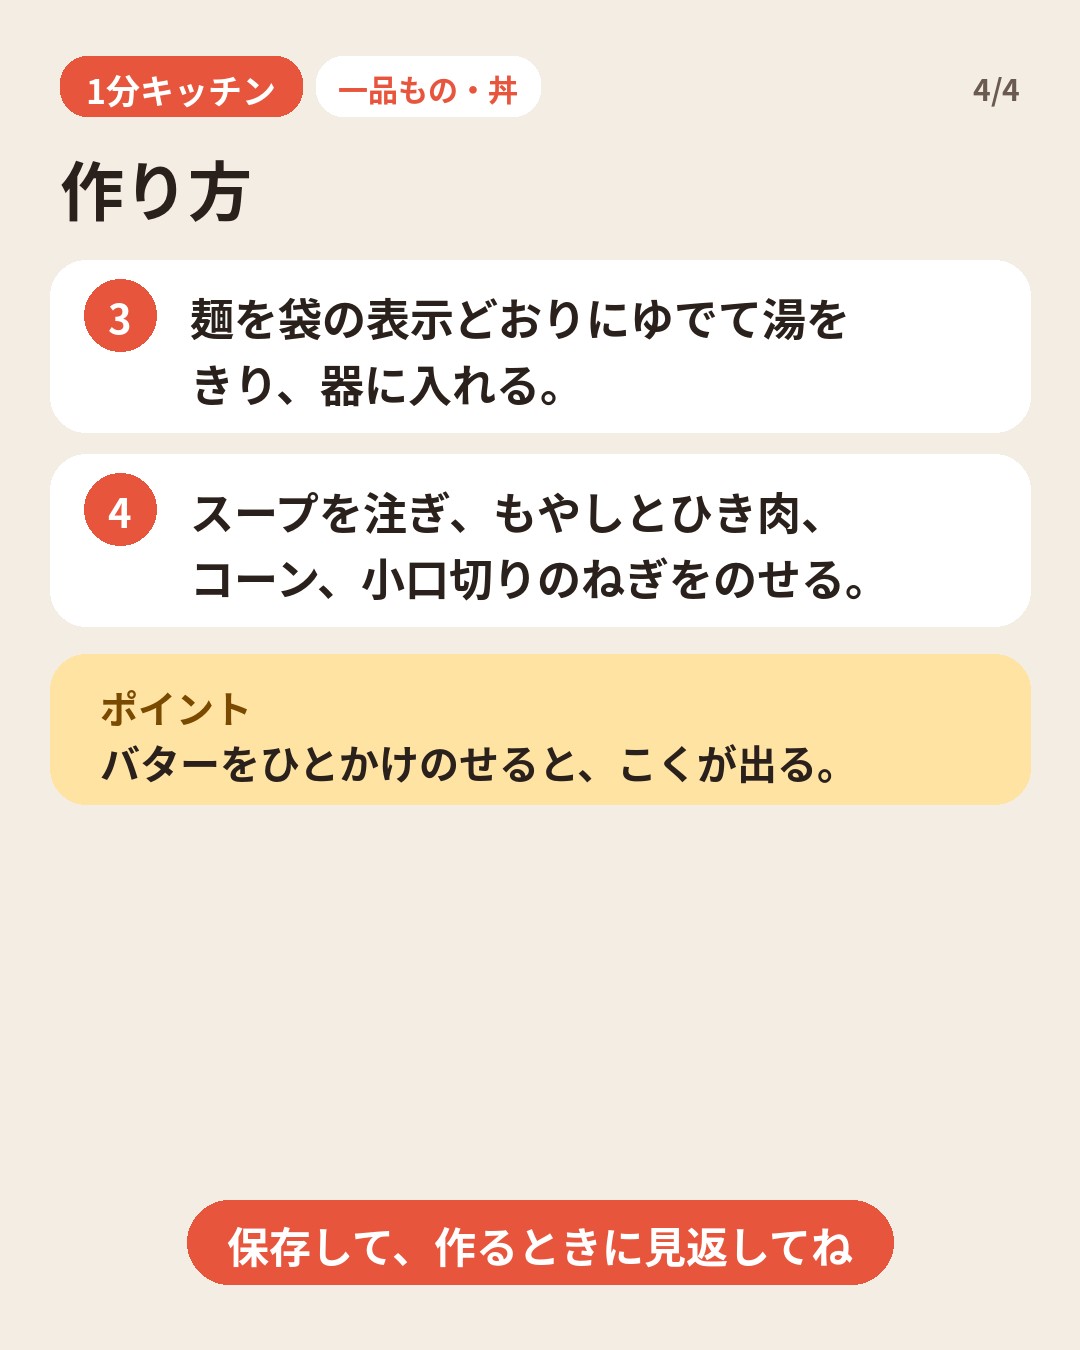 1分キッチン
一品もの・丼
4/4
作り方
3
麺を袋の表示どおりにゆでて湯を
きり、器に入れる。
4
スープを注ぎ、もやしとひき肉、
コーン、小口切りのねぎをのせる。
ポイント
バターをひとかけのせると、こくが出る。
保存して、作るときに見返してね